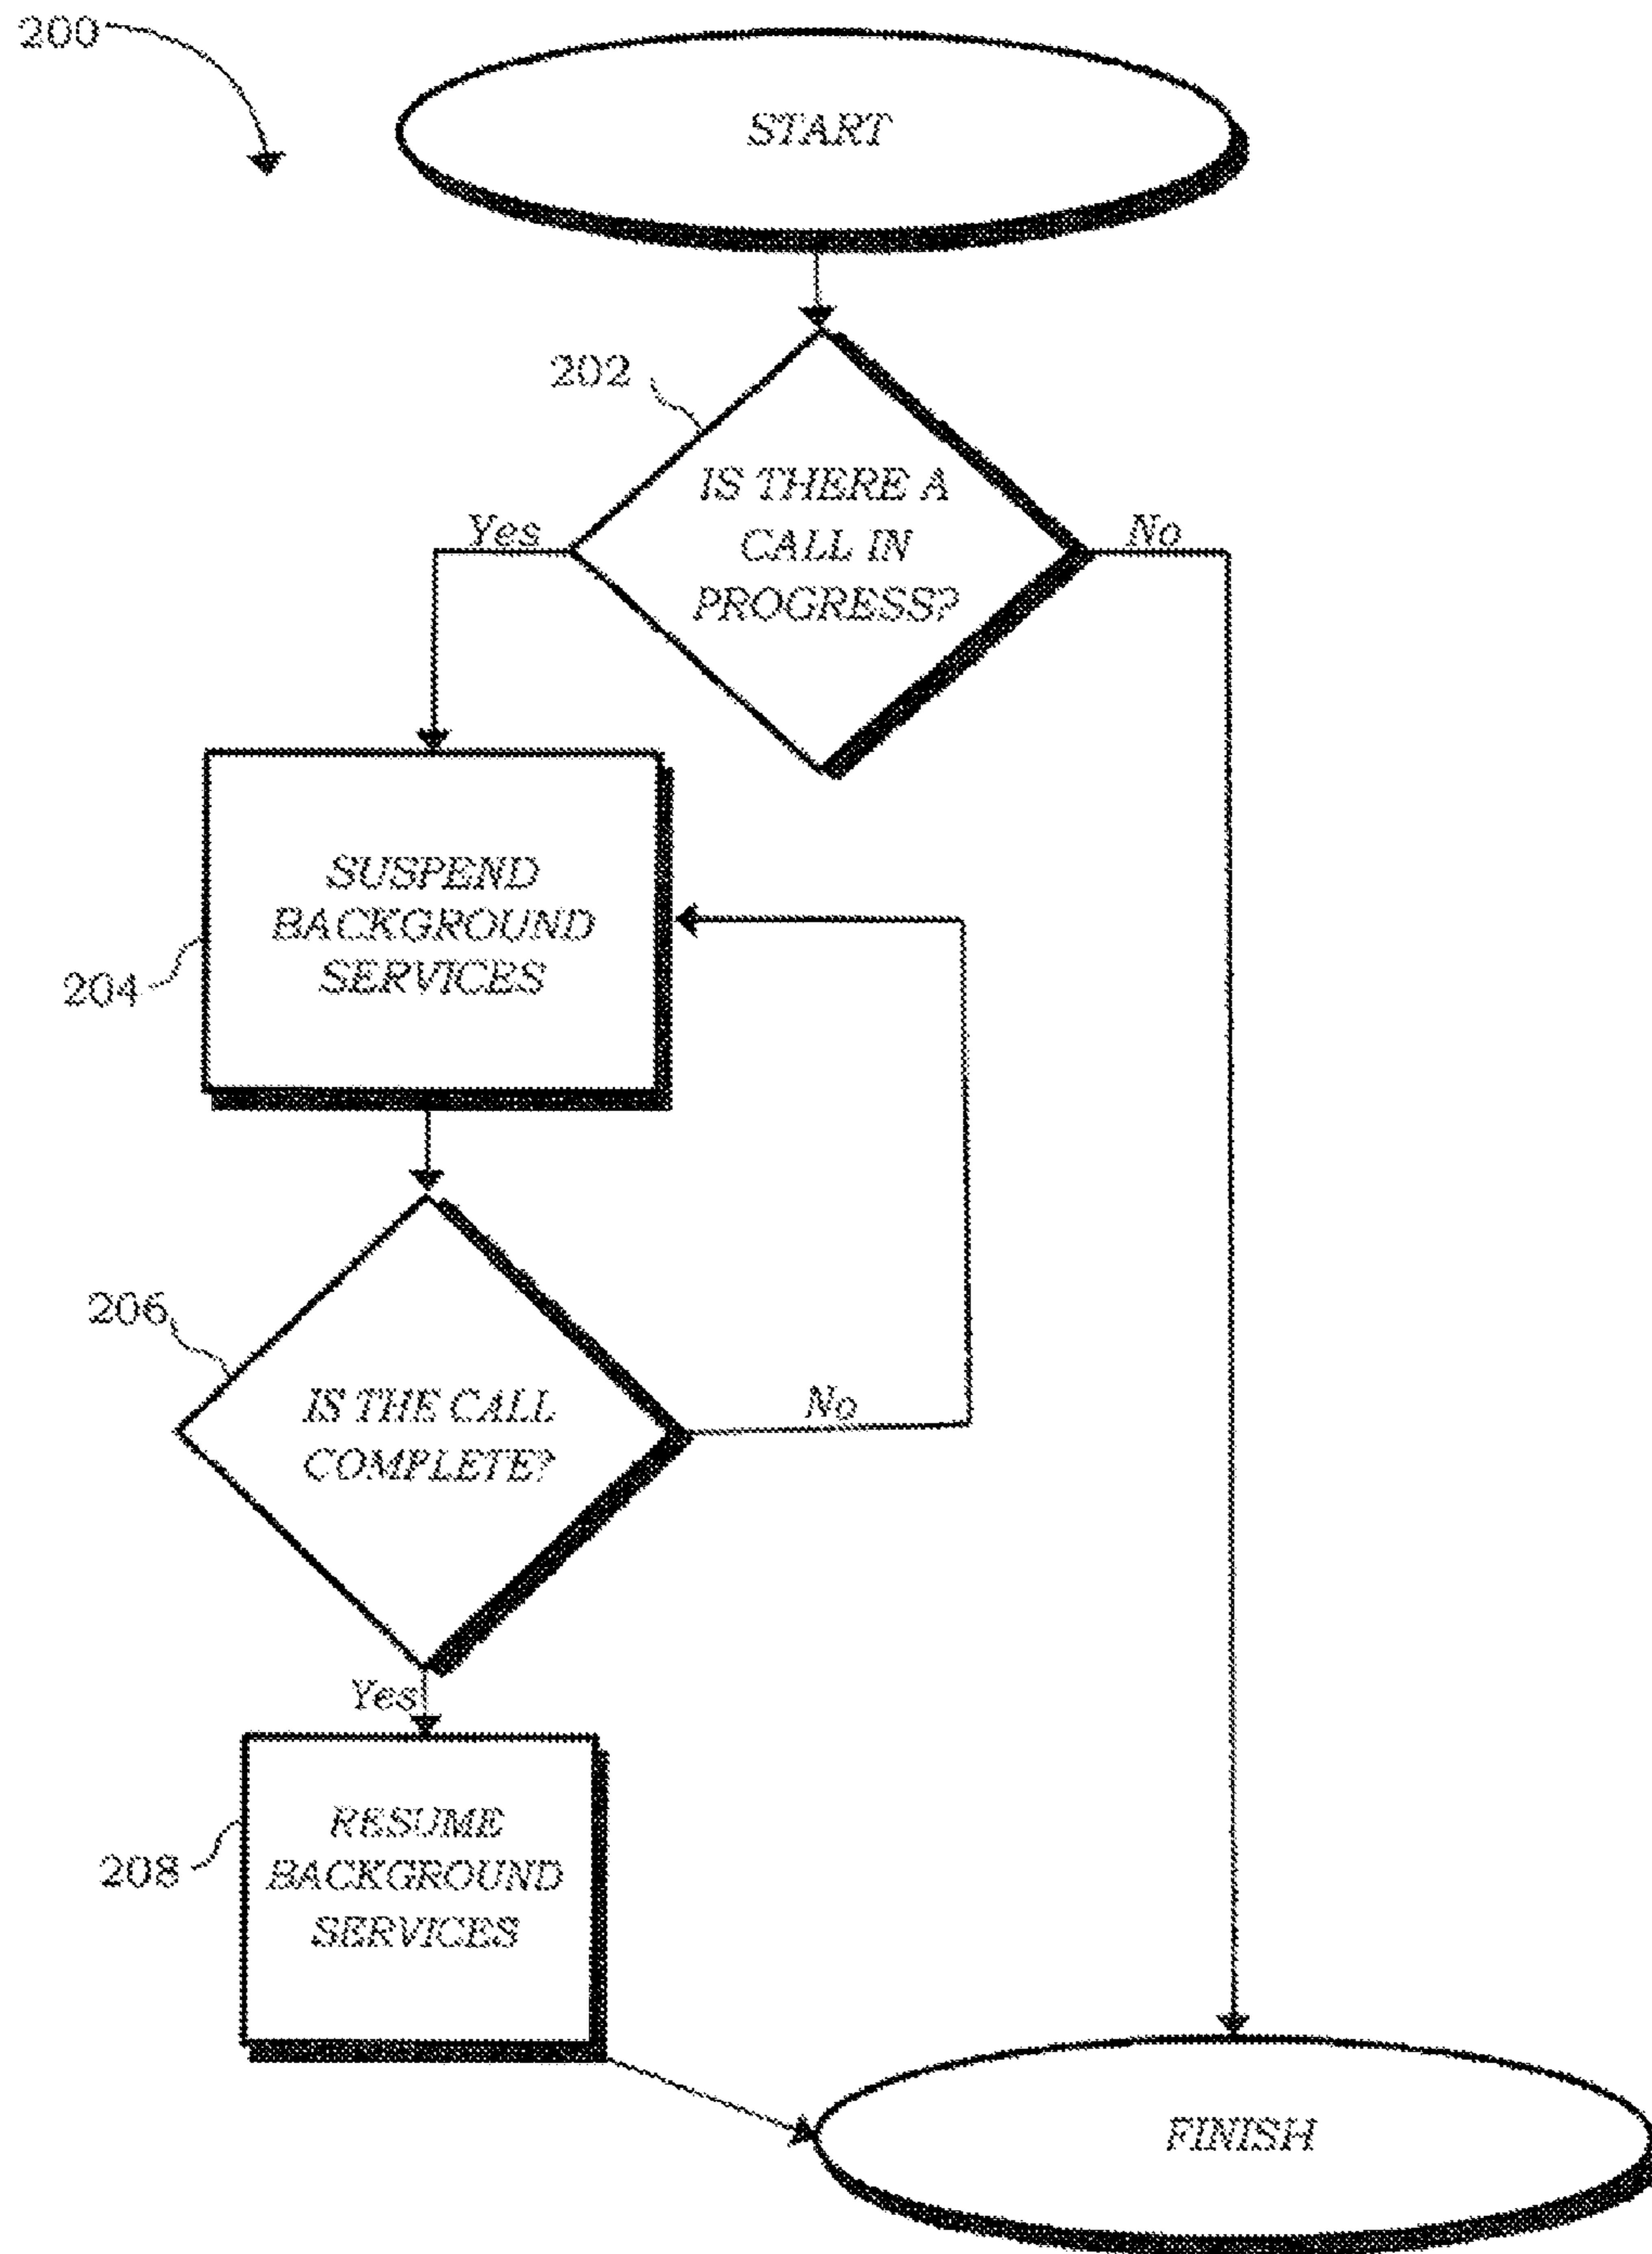 200
START
202
IS THERE A
CALL IN
PROGRESS?
Yes
No
SUSPEND
BACKGROUND
SERVICES
204
206
IS THE CALL
COMPLETE?
No
Yes
RESUME
BACKGROUND
SERVICES
208
FINISH